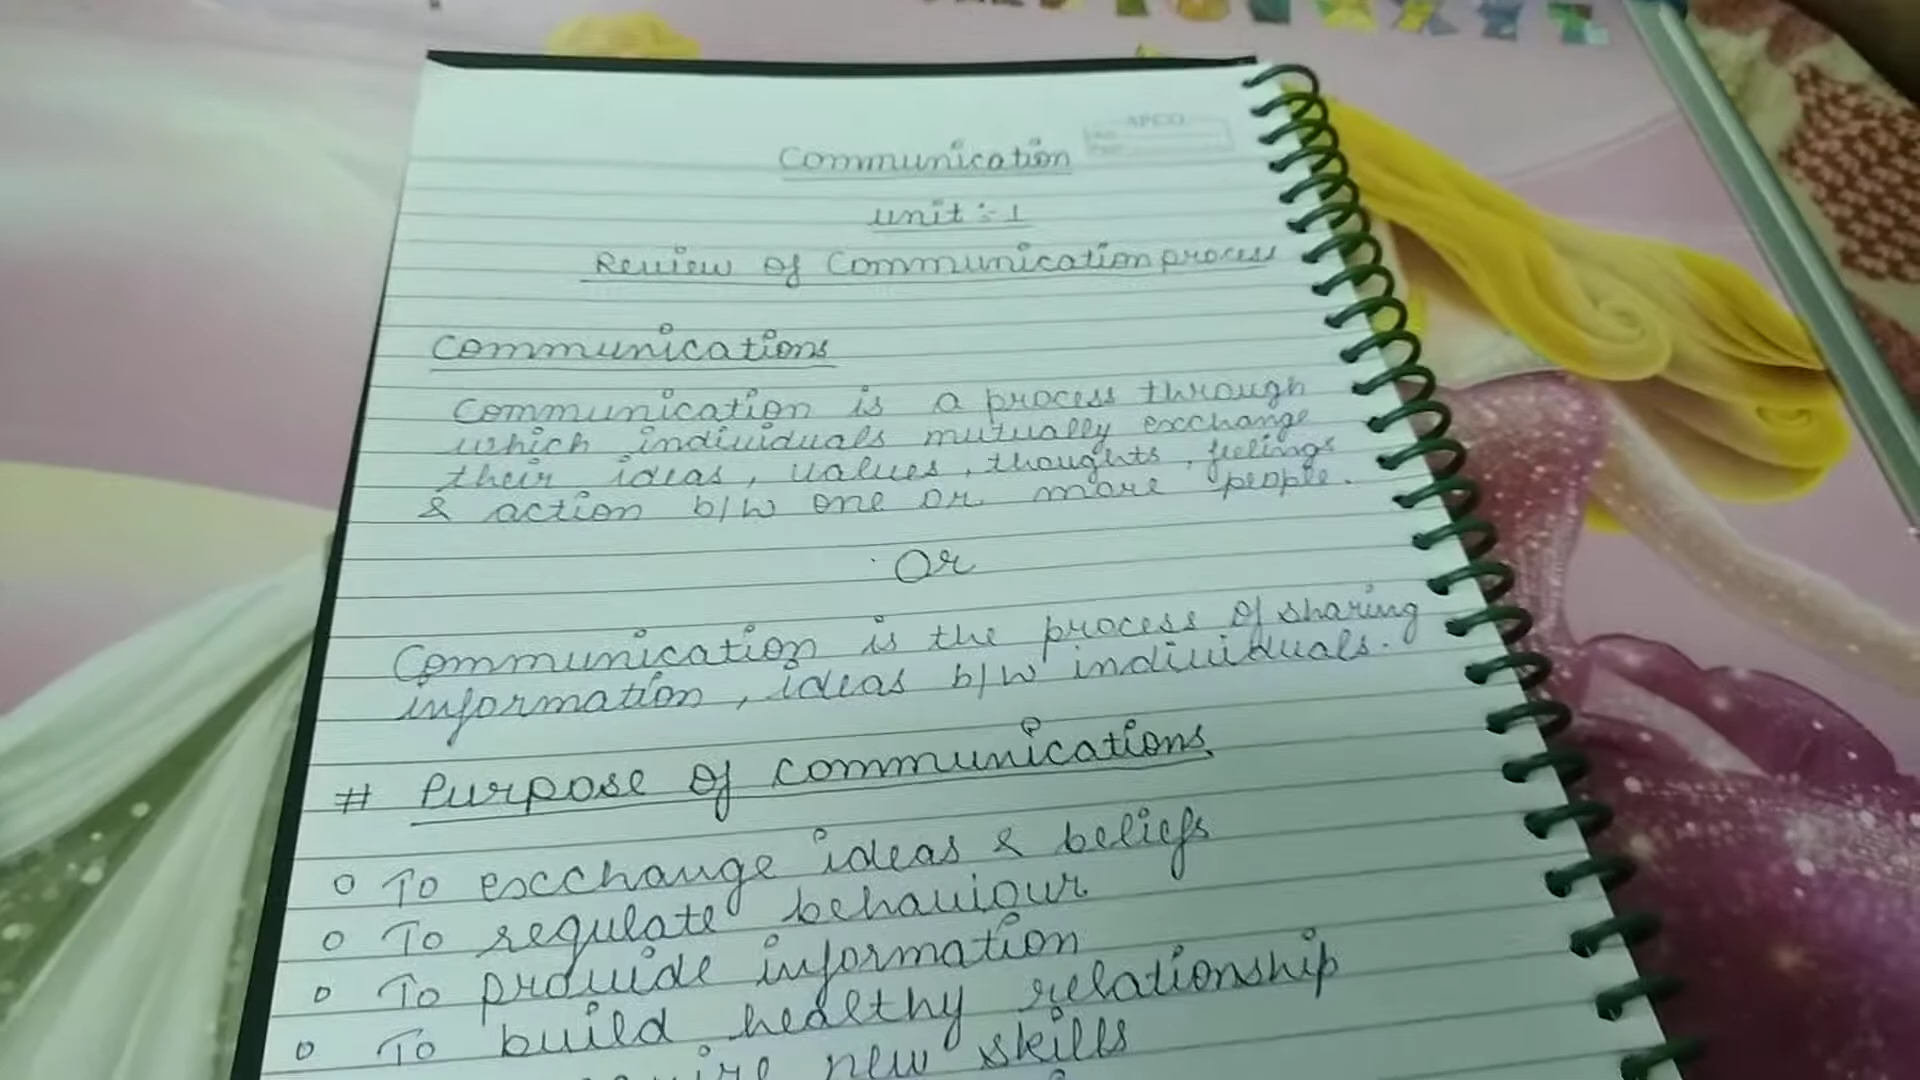 APCO
Communication
unit :- 1
Review of Communication process
Communications
Communication is a process through
which individuals mutually exchange
their ideas, values, thoughts, feelings
& action b/w one or more people.
Or
Communication is the process of sharing
information, ideas b/w individuals.
# Purpose of communications
o To exchange ideas & beliefs
o To regulate behaviour
o To provide information
o To build healthy relationship
new skills